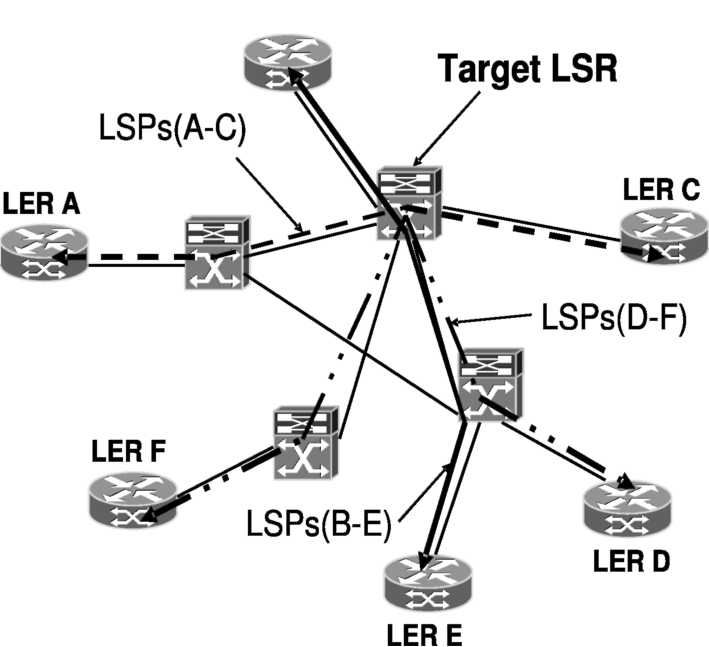 Target LSR
LSPs(A-C)
LER A
LER C
LSPs(D-F)
LER F
LSPs(B-E)
LER D
LER E